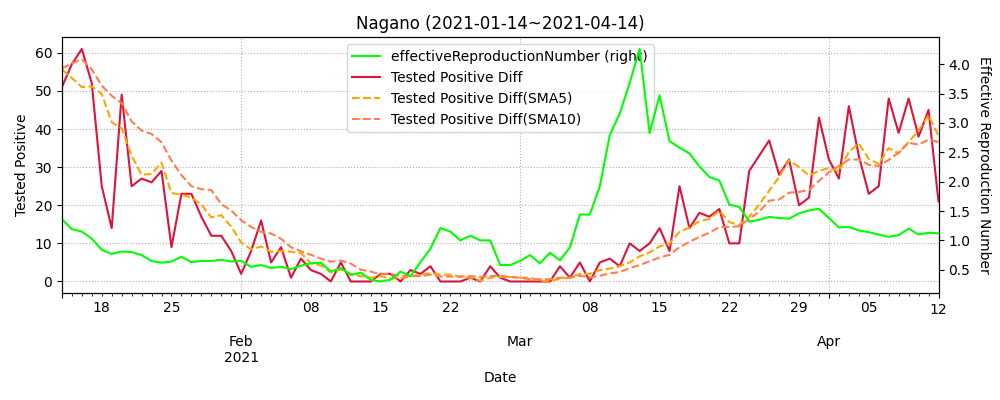 Nagano (2021-01-14~2021-04-14)
effectiveReproductionNumber (right)
Tested Positive Diff
Tested Positive Diff(SMA5)
Tested Positive Diff(SMA10)
Tested Positive
60
50
40
30
20
10
0
4.0
3.5
3.0
2.5
2.0
1.5
1.0
0.5
Effective Reproduction Number
18 25 08 15 22 08 15 22 29 05 12
Feb Mar Apr
2021
Date